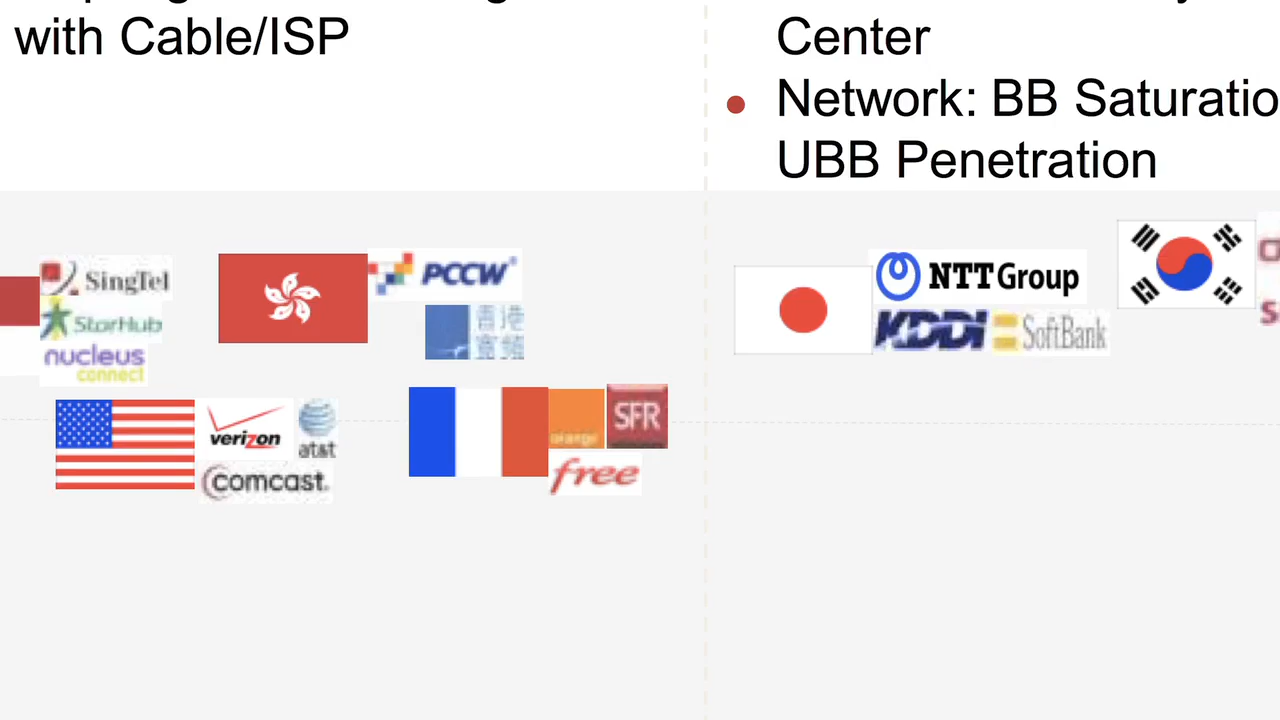 with Cable/ISP
Center
Network: BB Saturatio
UBB Penetration
SingTel
StarHub
nucleus
connect
PCCW
香港
寬頻
NTT Group
KDDI
SoftBank
verizon
at&t
comcast.
orange
SFR
free